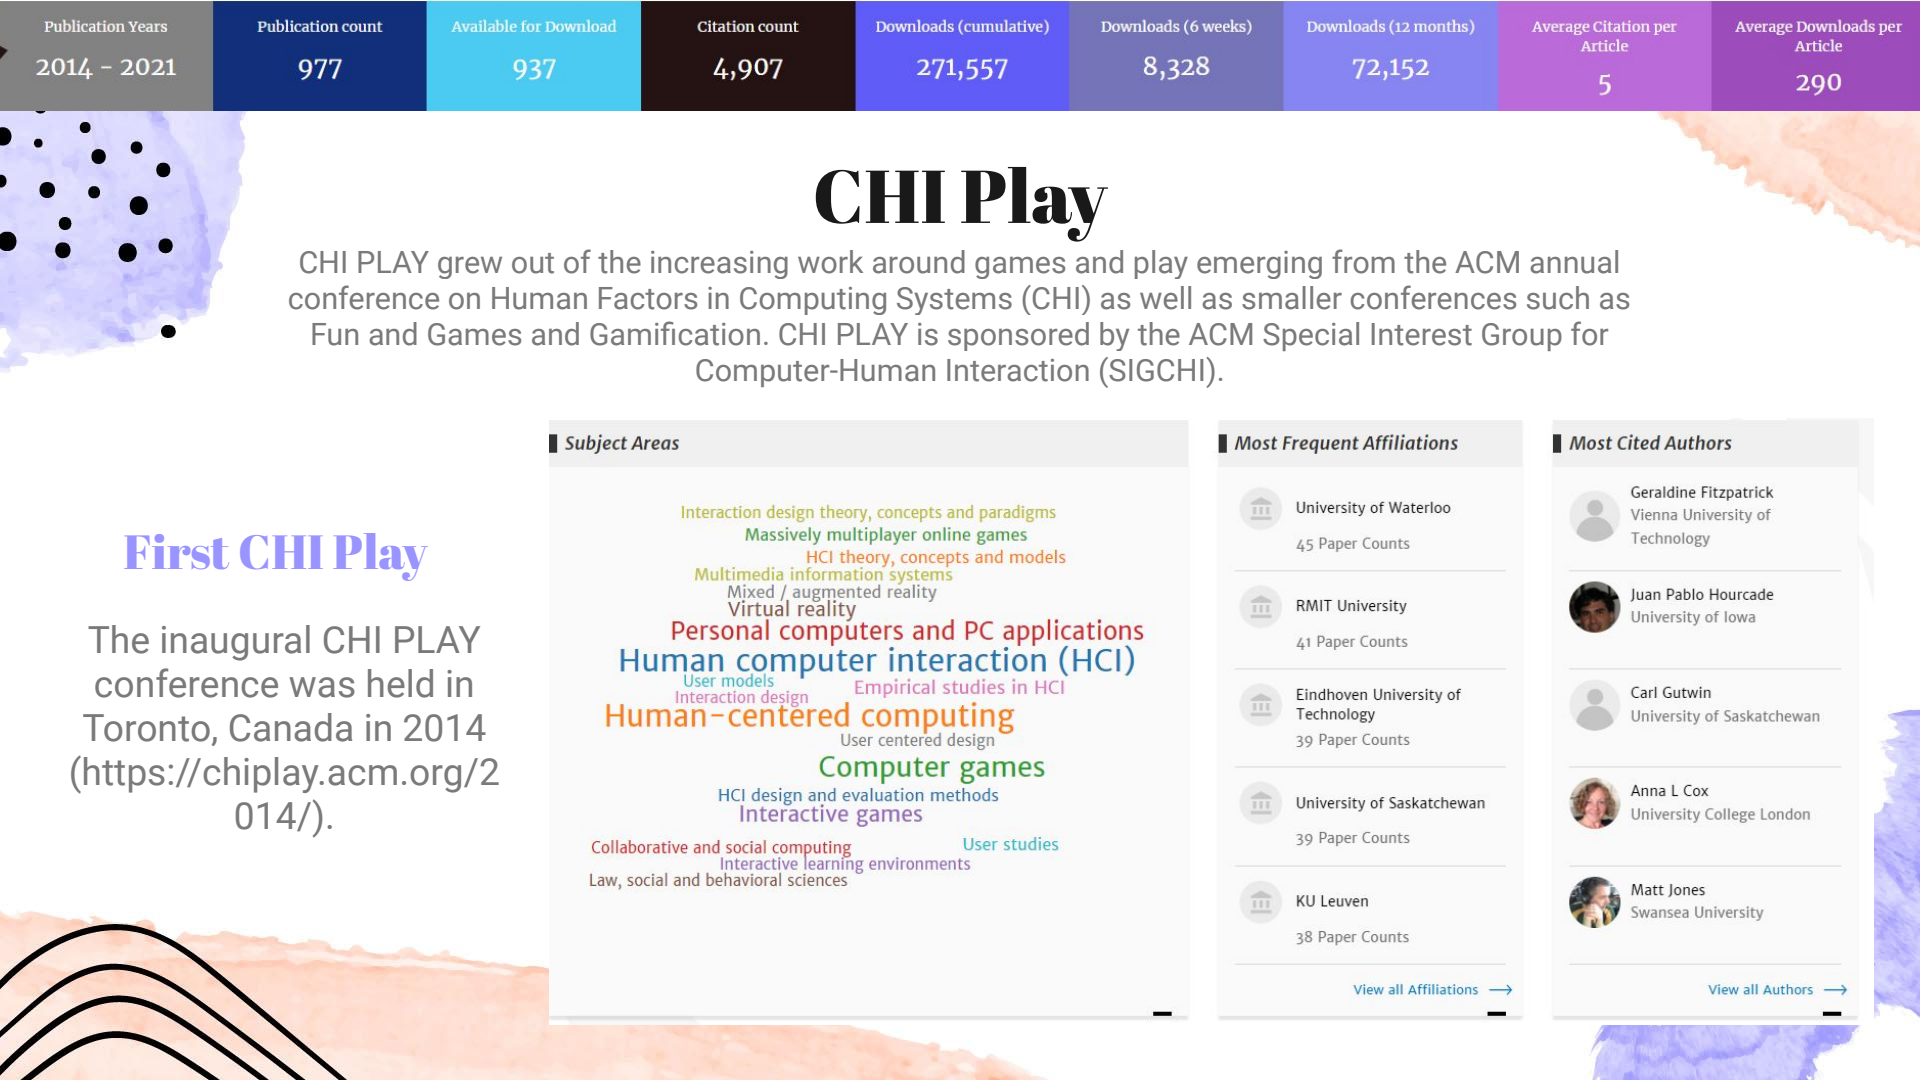 Publication Years
2014 - 2021
Publication count
977
Available for Download
937
Citation count
4,907
Downloads (cumulative)
271,557
Downloads (6 weeks)
8,328
Downloads (12 months)
72,152
Average Citation per
Article
5
Average Downloads per
Article
290
CHI Play
CHI PLAY grew out of the increasing work around games and play emerging from the ACM annual
conference on Human Factors in Computing Systems (CHI) as well as smaller conferences such as
Fun and Games and Gamification. CHI PLAY is sponsored by the ACM Special Interest Group for
Computer-Human Interaction (SIGCHI).
First CHI Play
The inaugural CHI PLAY
conference was held in
Toronto, Canada in 2014
(https://chiplay.acm.org/2
014/).
Subject Areas
Interaction design theory, concepts and paradigms
Massively multiplayer online games
HCI theory, concepts and models
Multimedia information systems
Mixed / augmented reality
Virtual reality
Personal computers and PC applications
Human computer interaction (HCI)
User models
Empirical studies in HCI
Interaction design
Human-centered computing
User centered design
Computer games
HCI design and evaluation methods
Interactive games
Collaborative and social computing
User studies
Interactive learning environments
Law, social and behavioral sciences
Most Frequent Affiliations
University of Waterloo
45 Paper Counts
RMIT University
41 Paper Counts
Eindhoven University of
Technology
39 Paper Counts
University of Saskatchewan
39 Paper Counts
KU Leuven
38 Paper Counts
View all Affiliations
Most Cited Authors
Geraldine Fitzpatrick
Vienna University of
Technology
Juan Pablo Hourcade
University of Iowa
Carl Gutwin
University of Saskatchewan
Anna L Cox
University College London
Matt Jones
Swansea University
View all Authors